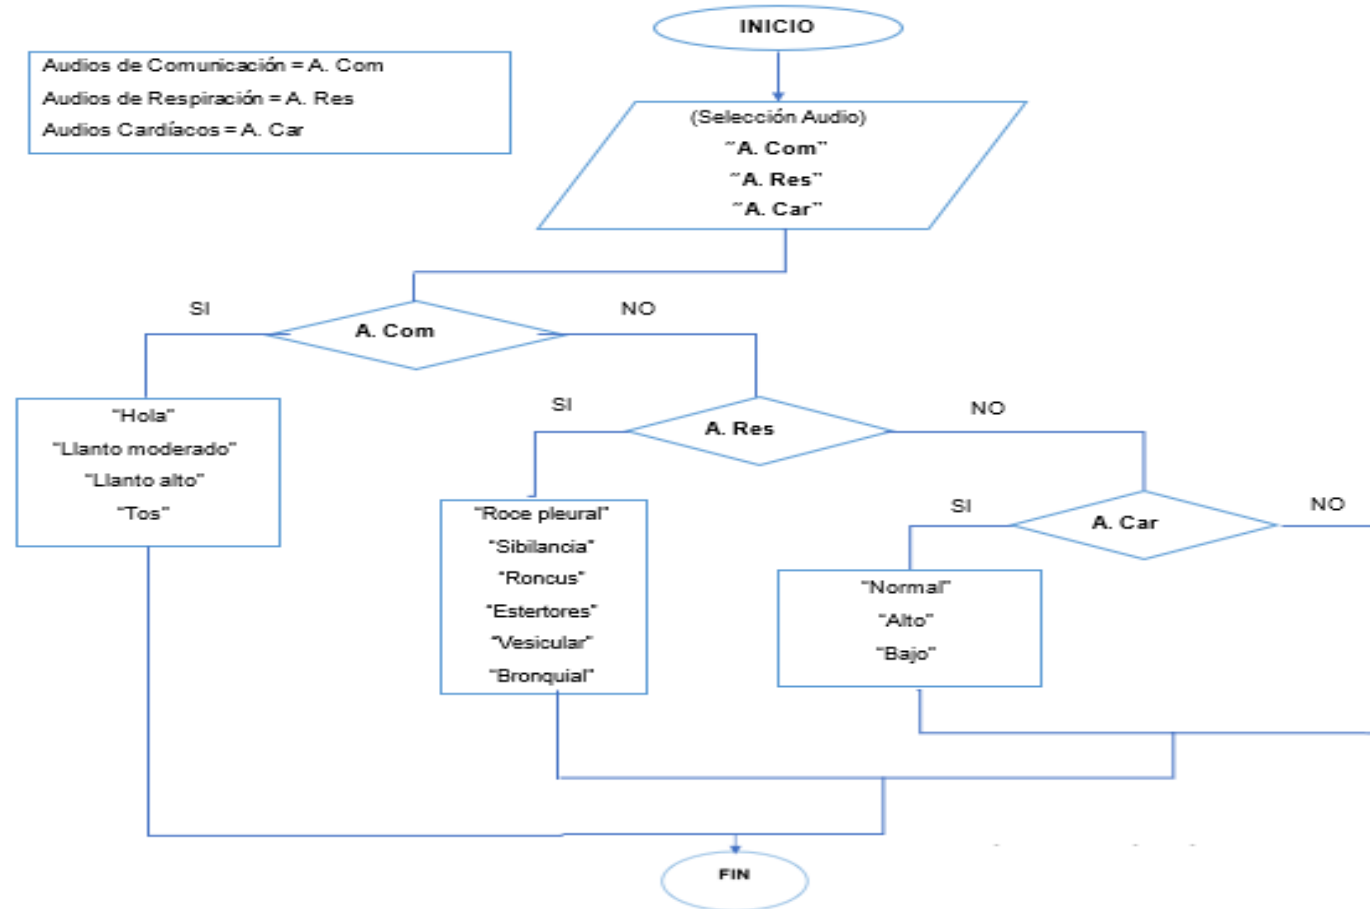 INICIO
Audios de Comunicación = A. Com
Audios de Respiración = A. Res
Audios Cardíacos = A. Car
(Selección Audio)
“A. Com”
“A. Res”
“A. Car”
SI
A. Com
NO
“Hola”
“Llanto moderado”
“Llanto alto”
“Tos”
SI
A. Res
NO
“Roce pleural”
“Sibilancia”
“Roncus”
“Estertores”
“Vesicular”
“Bronquial”
SI
A. Car
NO
“Normal”
“Alto”
“Bajo”
FIN